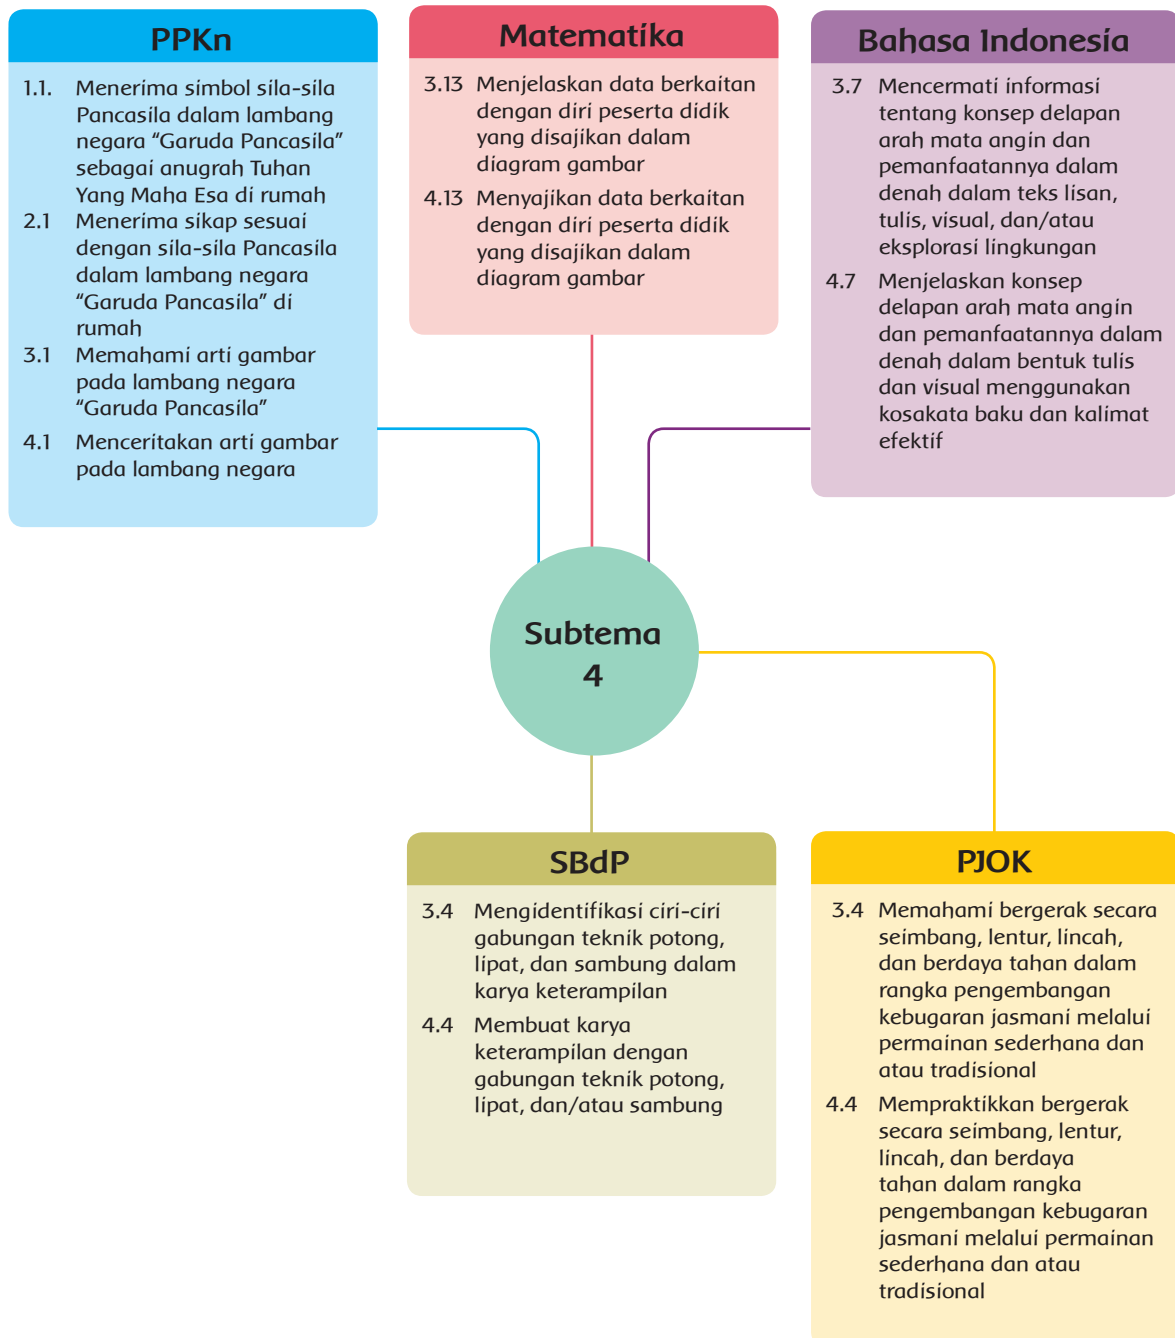 PPKn
1.1. Menerima simbol sila-sila
Pancasila dalam lambang
negara “Garuda Pancasila”
sebagai anugrah Tuhan
Yang Maha Esa di rumah
2.1 Menerima sikap sesuai
dengan sila-sila Pancasila
dalam lambang negara
“Garuda Pancasila” di
rumah
3.1 Memahami arti gambar
pada lambang negara
“Garuda Pancasila”
4.1 Menceritakan arti gambar
pada lambang negara
Matematika
3.13 Menjelaskan data berkaitan
dengan diri peserta didik
yang disajikan dalam
diagram gambar
4.13 Menyajikan data berkaitan
dengan diri peserta didik
yang disajikan dalam
diagram gambar
Bahasa Indonesia
3.7 Mencermati informasi
tentang konsep delapan
arah mata angin dan
pemanfaatannya dalam
denah dalam teks lisan,
tulis, visual, dan/atau
eksplorasi lingkungan
4.7 Menjelaskan konsep
delapan arah mata angin
dan pemanfaatannya dalam
denah dalam bentuk tulis
dan visual menggunakan
kosakata baku dan kalimat
efektif
Subtema
4
SBdP
3.4 Mengidentifikasi ciri-ciri
gabungan teknik potong,
lipat, dan sambung dalam
karya keterampilan
4.4 Membuat karya
keterampilan dengan
gabungan teknik potong,
lipat, dan/atau sambung
PJOK
3.4 Memahami bergerak secara
seimbang, lentur, lincah,
dan berdaya tahan dalam
rangka pengembangan
kebugaran jasmani melalui
permainan sederhana dan
atau tradisional
4.4 Mempraktikkan bergerak
secara seimbang, lentur,
lincah, dan berdaya
tahan dalam rangka
pengembangan kebugaran
jasmani melalui permainan
sederhana dan atau
tradisional